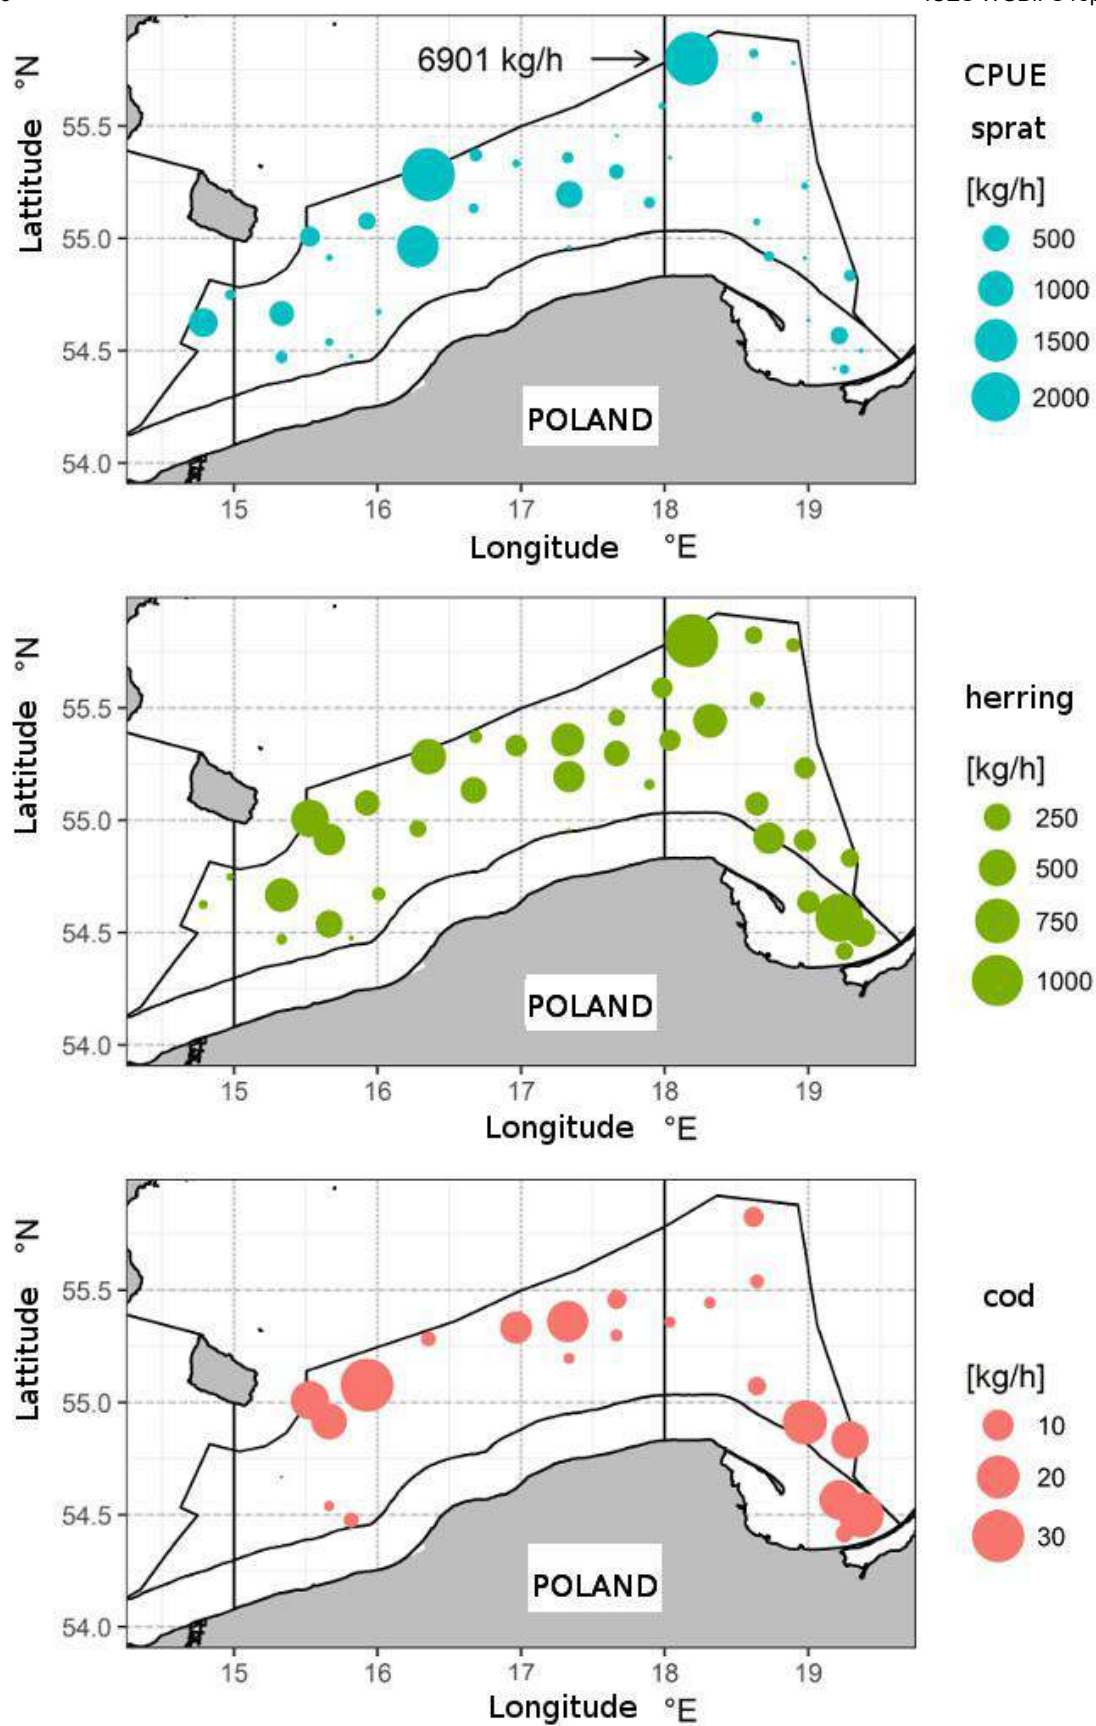 6901 kg/h
CPUE
sprat
[kg/h]
500
1000
1500
2000
Lattitude °N
55.5
55.0
54.5
54.0
POLAND
15 16 17 18 19
Longitude °E
herring
[kg/h]
250
500
750
1000
Lattitude °N
55.5
55.0
54.5
54.0
POLAND
15 16 17 18 19
Longitude °E
cod
[kg/h]
10
20
30
Lattitude °N
55.5
55.0
54.5
54.0
POLAND
15 16 17 18 19
Longitude °E